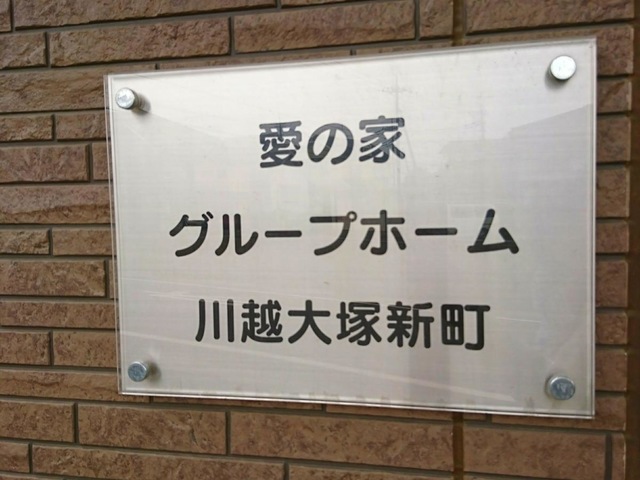 愛の家
グループホーム
川越大塚新町